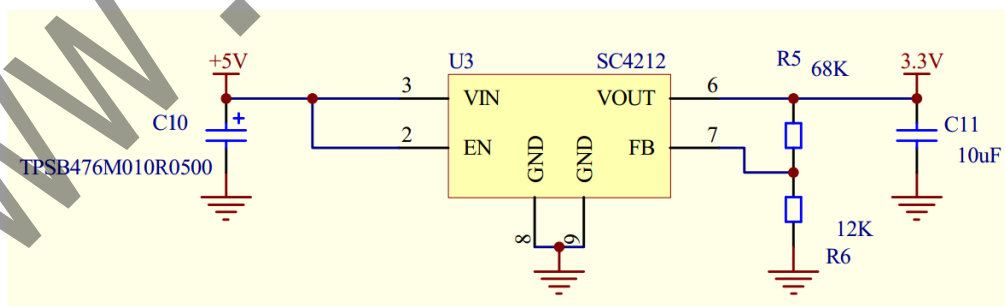 WW.
+5V
U3
SC4212
R5
68K
3.3V
3
VIN
VOUT
6
C10
+
2
EN
GND
GND
FB
7
C11
10uF
TPSB476M010R0500
8
9
12K
R6